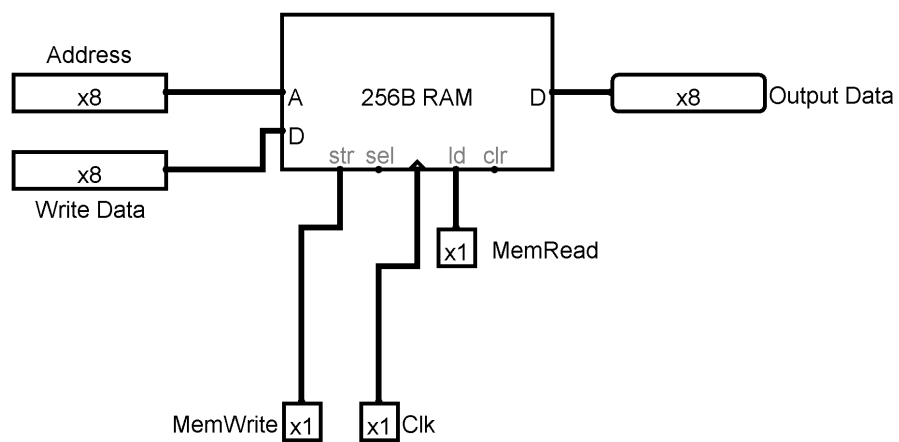 Address
x8
A
256B RAM
D
x8
Output Data
D
x8
str
sel
ld
clr
Write Data
x1
MemRead
MemWrite
x1
x1
Clk